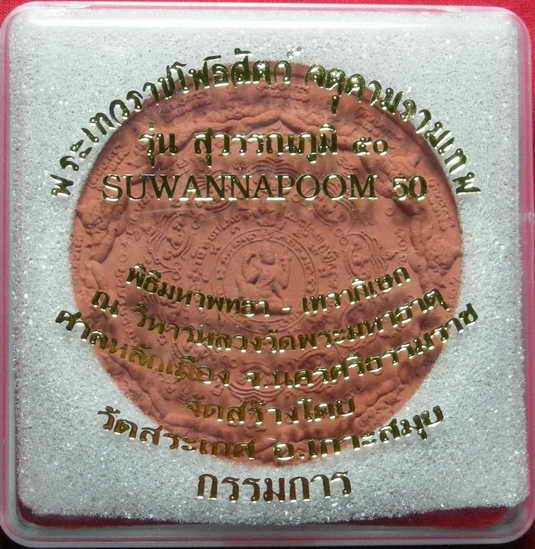 พระเทวราชโพธิสัตว์ จตุคามรามเทพ
รุ่น สุวรรณภูมิ ๕๐
SUWANNAPOOM 50
พิธีมหาพุทธา - เทวาภิเษก
ณ วิหารหลวงวัดพระมหาธาตุ
ศาลหลักเมือง จ.นครศรีธรรมราช
จัดสร้างโดย
วัดสระเกศ อ.เกาะสมุย
กรรมการ